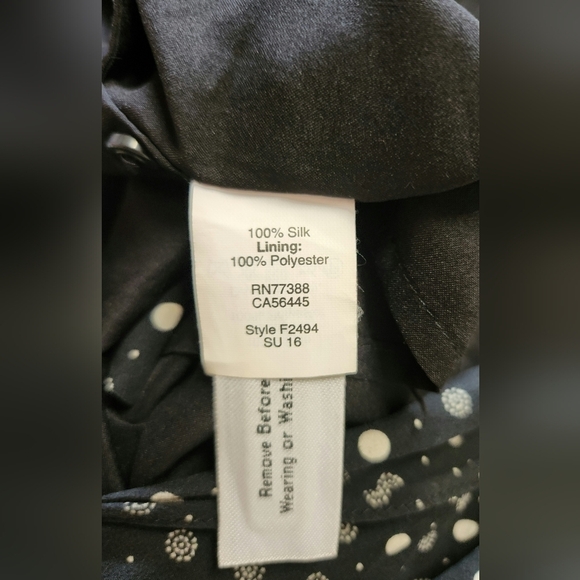 100% Silk
Lining:
100% Polyester
RN77388
CA56445
Style F2494
SU 16
Remove Before
Wearing or Washi